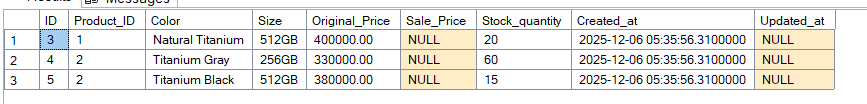 Messages
ID Product_ID Color Size Original_Price Sale_Price Stock_quantity Created_at Updated_at
1 3 1 Natural Titanium 512GB 400000.00 NULL 20 2025-12-06 05:35:56.3100000 NULL
2 4 2 Titanium Gray 256GB 330000.00 NULL 60 2025-12-06 05:35:56.3100000 NULL
3 5 2 Titanium Black 512GB 380000.00 NULL 15 2025-12-06 05:35:56.3100000 NULL